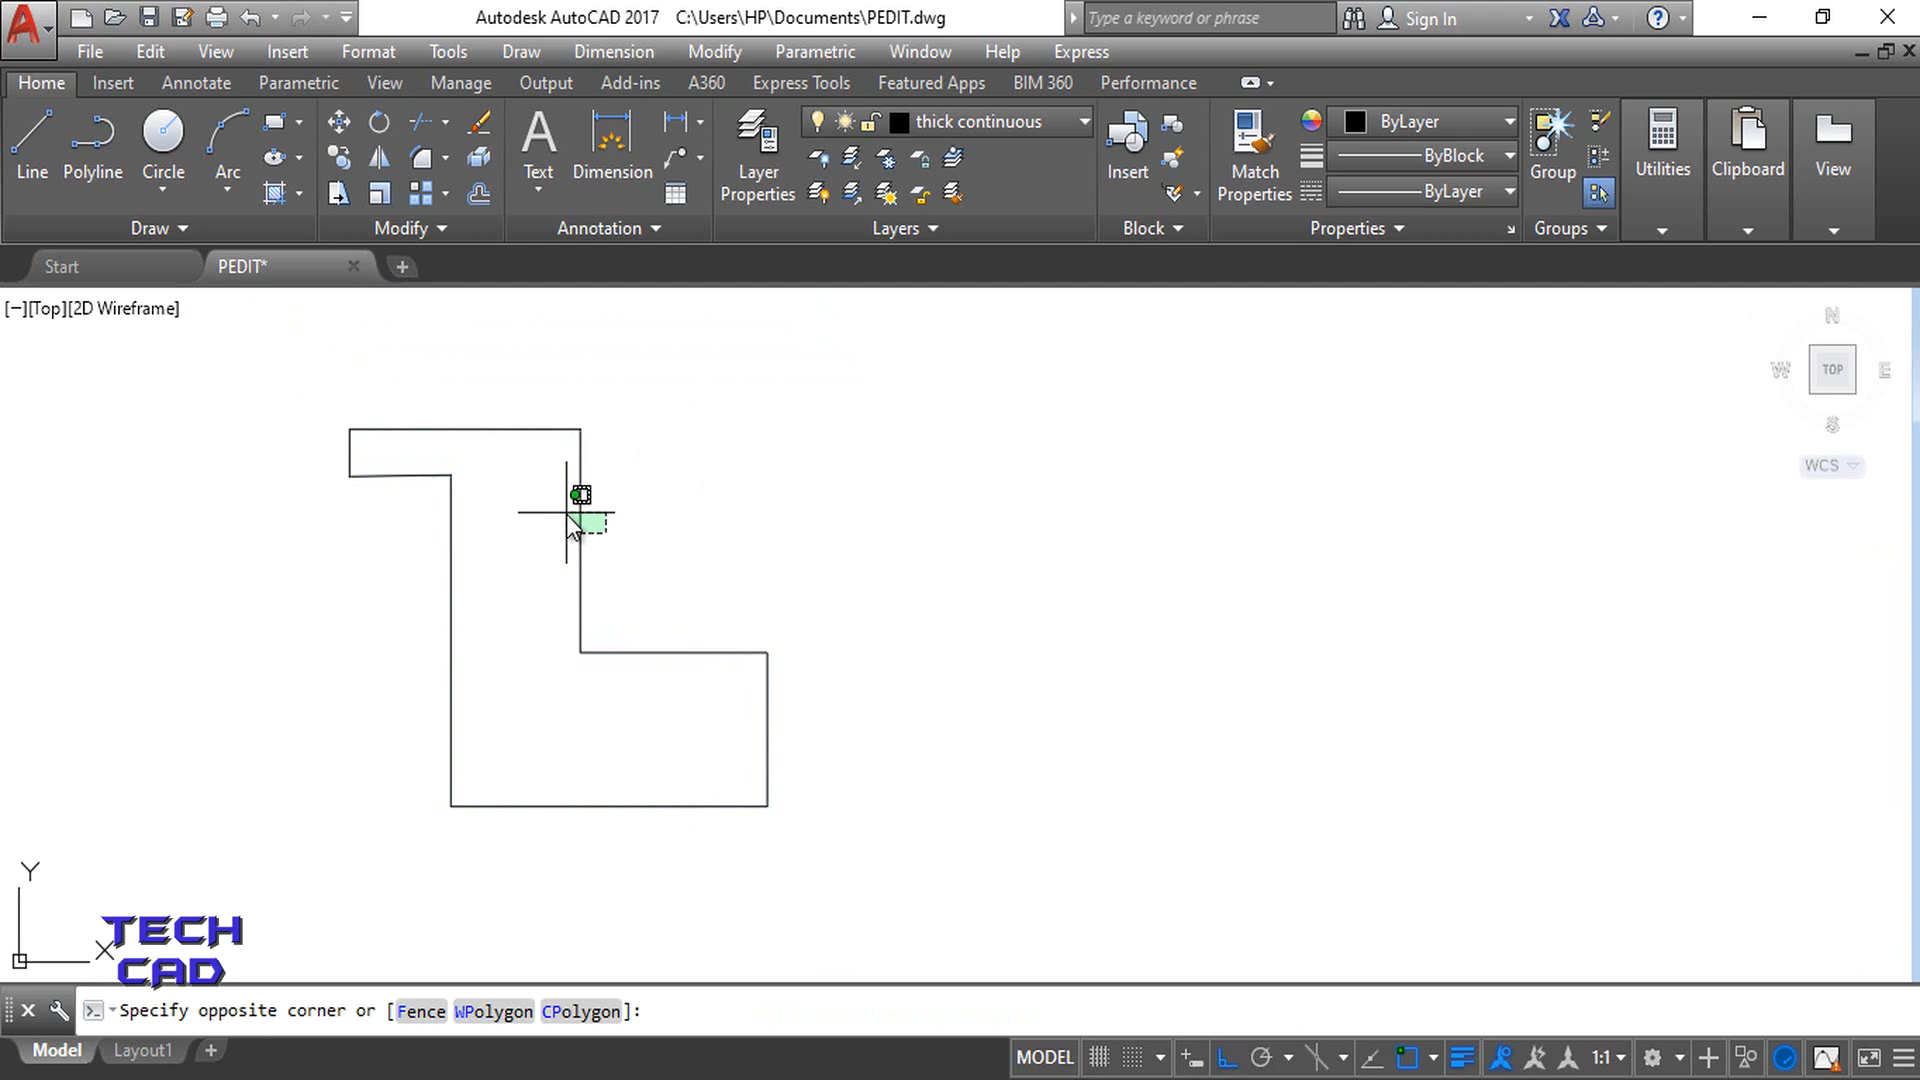 Autodesk AutoCAD 2017 C:\Users\HP\Documents\PEDIT.dwg Type a keyword or phrase Sign In
File Edit View Insert Format Tools Draw Dimension Modify Parametric Window Help Express
Home Insert Annotate Parametric View Manage Output Add-ins A360 Express Tools Featured Apps BIM 360 Performance
Line Polyline Circle Arc Text Dimension Layer Properties thick continuous Insert Match Properties ByLayer ByBlock ByLayer Group Utilities Clipboard View
Draw Modify Annotation Layers Block Properties Groups
Start PEDIT*
[−][Top][2D Wireframe]
N
W TOP E
S
WCS
Y
X
TECH
CAD
Specify opposite corner or [Fence WPolygon CPolygon]:
Model Layout1 MODEL 1:1